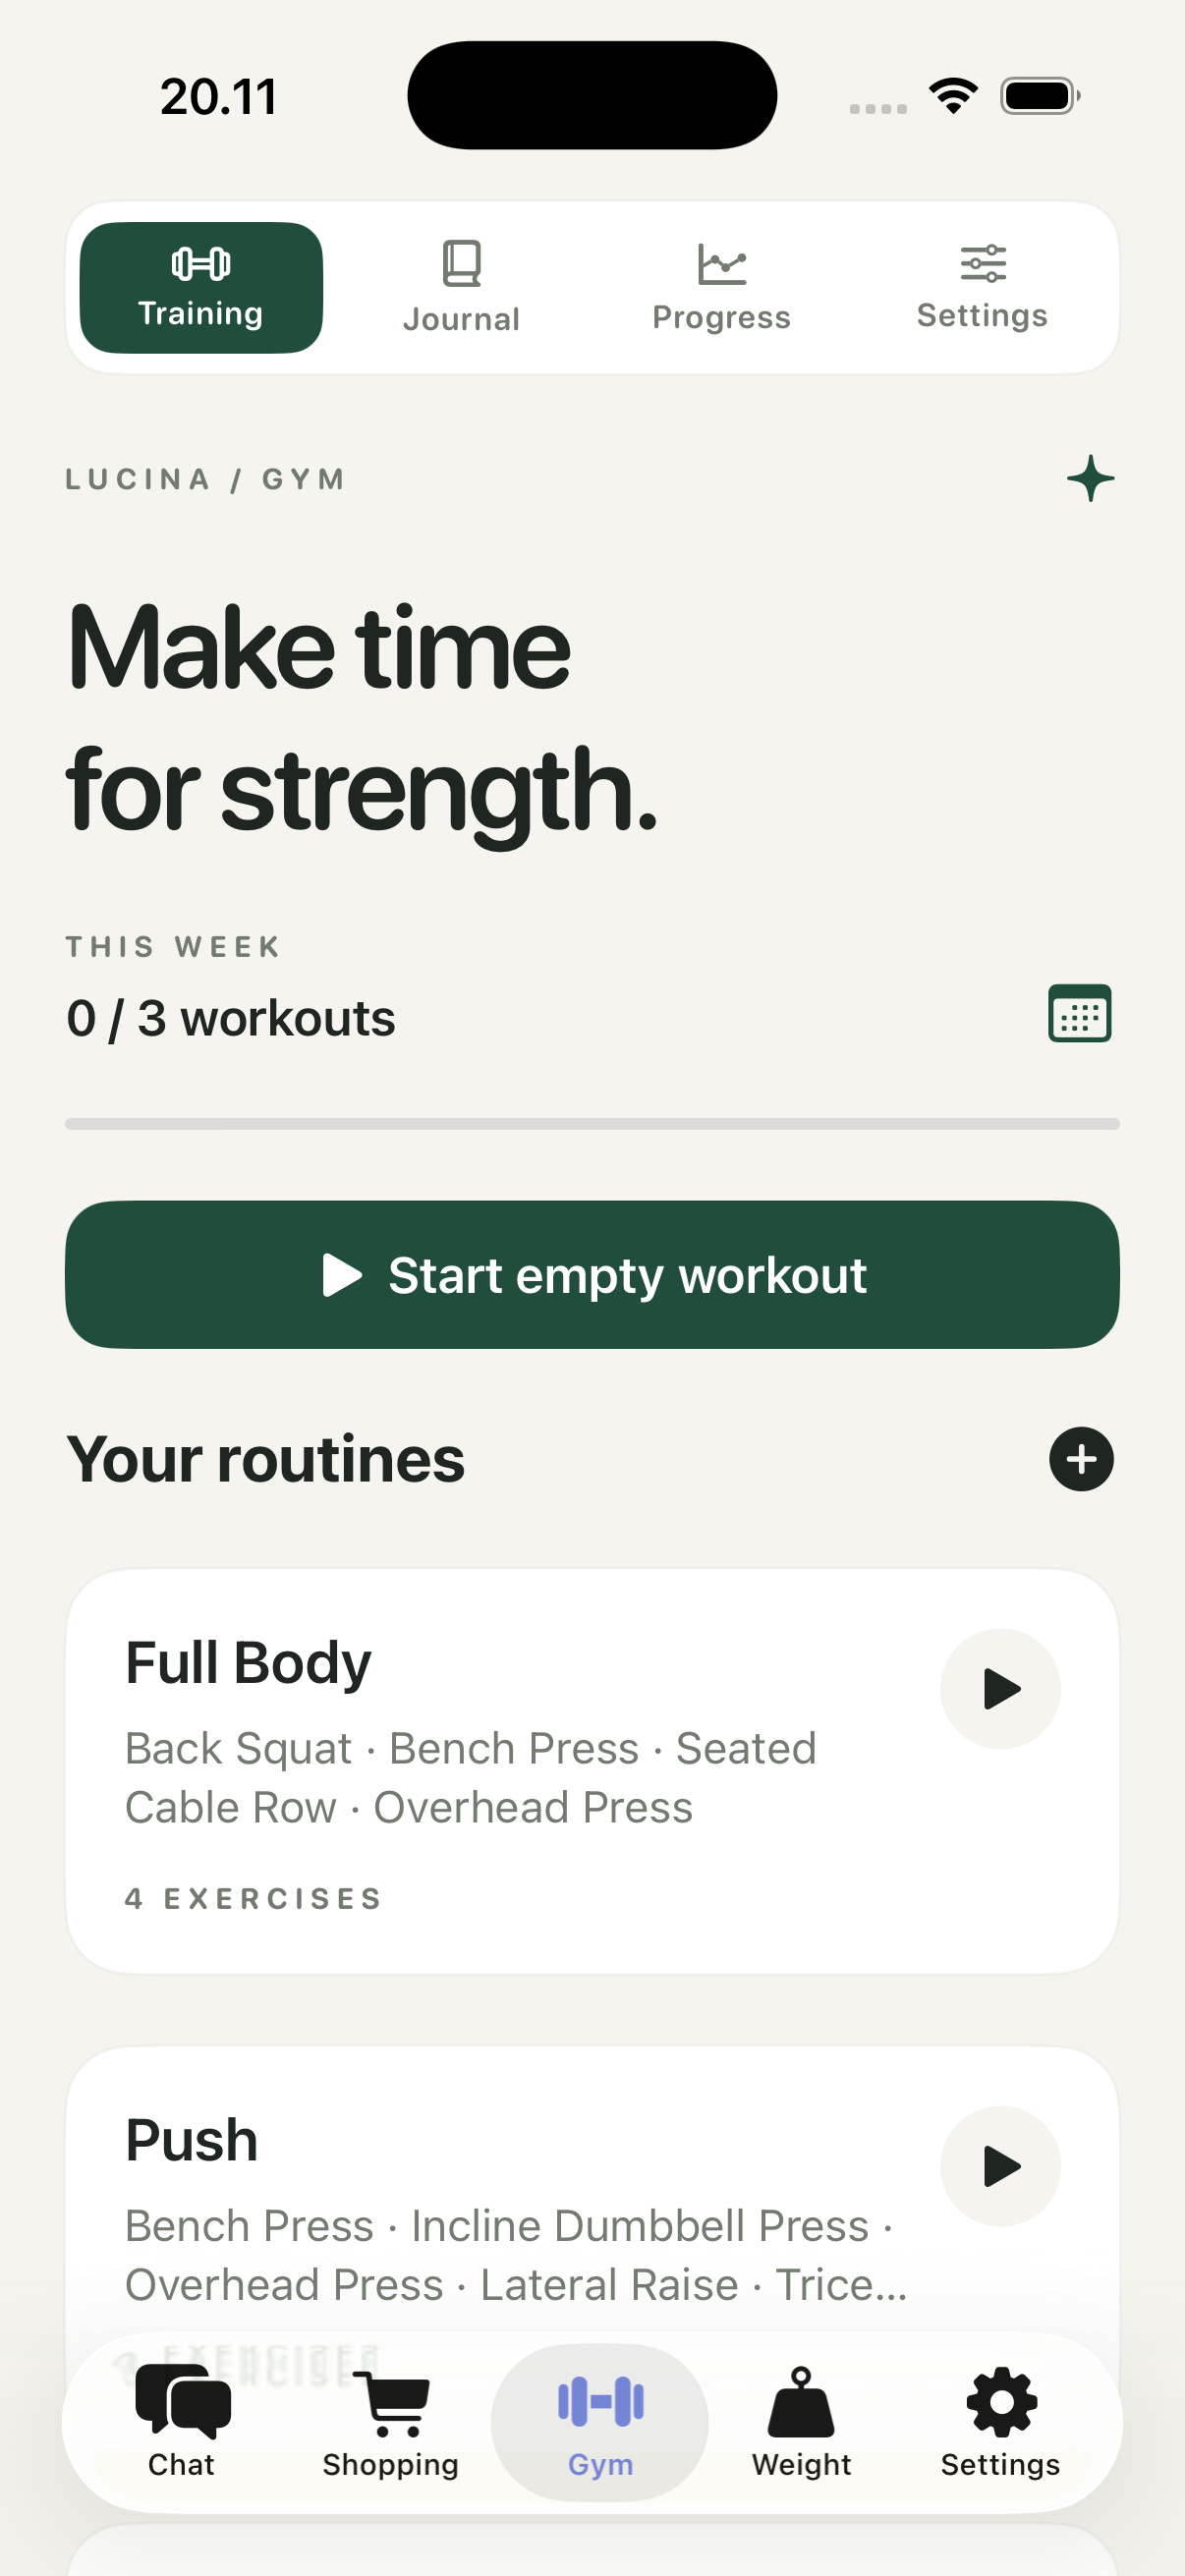 20.11
Training
Journal
Progress
Settings
LUCINA / GYM
Make time
for strength.
THIS WEEK
0 / 3 workouts
Start empty workout
Your routines
Full Body
Back Squat · Bench Press · Seated
Cable Row · Overhead Press
4 EXERCISES
Push
Bench Press · Incline Dumbbell Press ·
Overhead Press · Lateral Raise · Trice...
EXERCISES
Chat
Shopping
Gym
Weight
Settings